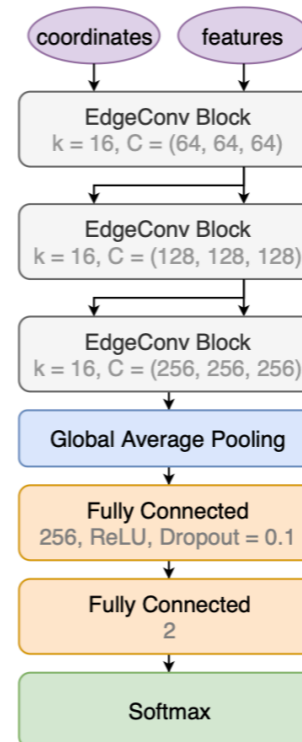 coordinates features
EdgeConv Block
k = 16, C = (64, 64, 64)
EdgeConv Block
k = 16, C = (128, 128, 128)
EdgeConv Block
k = 16, C = (256, 256, 256)
Global Average Pooling
Fully Connected
256, ReLU, Dropout = 0.1
Fully Connected
2
Softmax